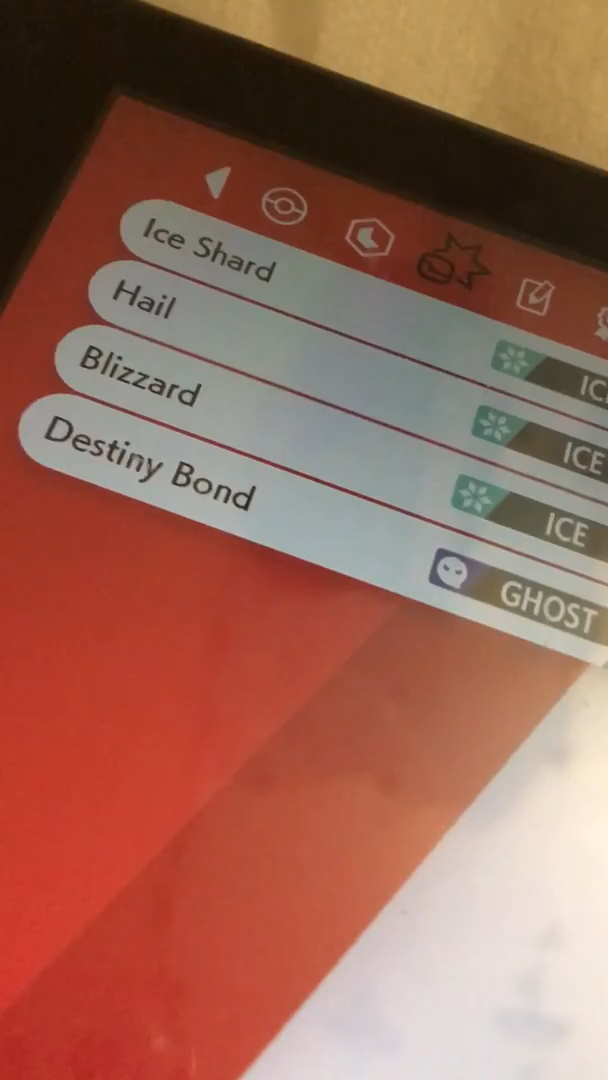 Ice Shard
ICE
Hail
ICE
Blizzard
ICE
Destiny Bond
GHOST